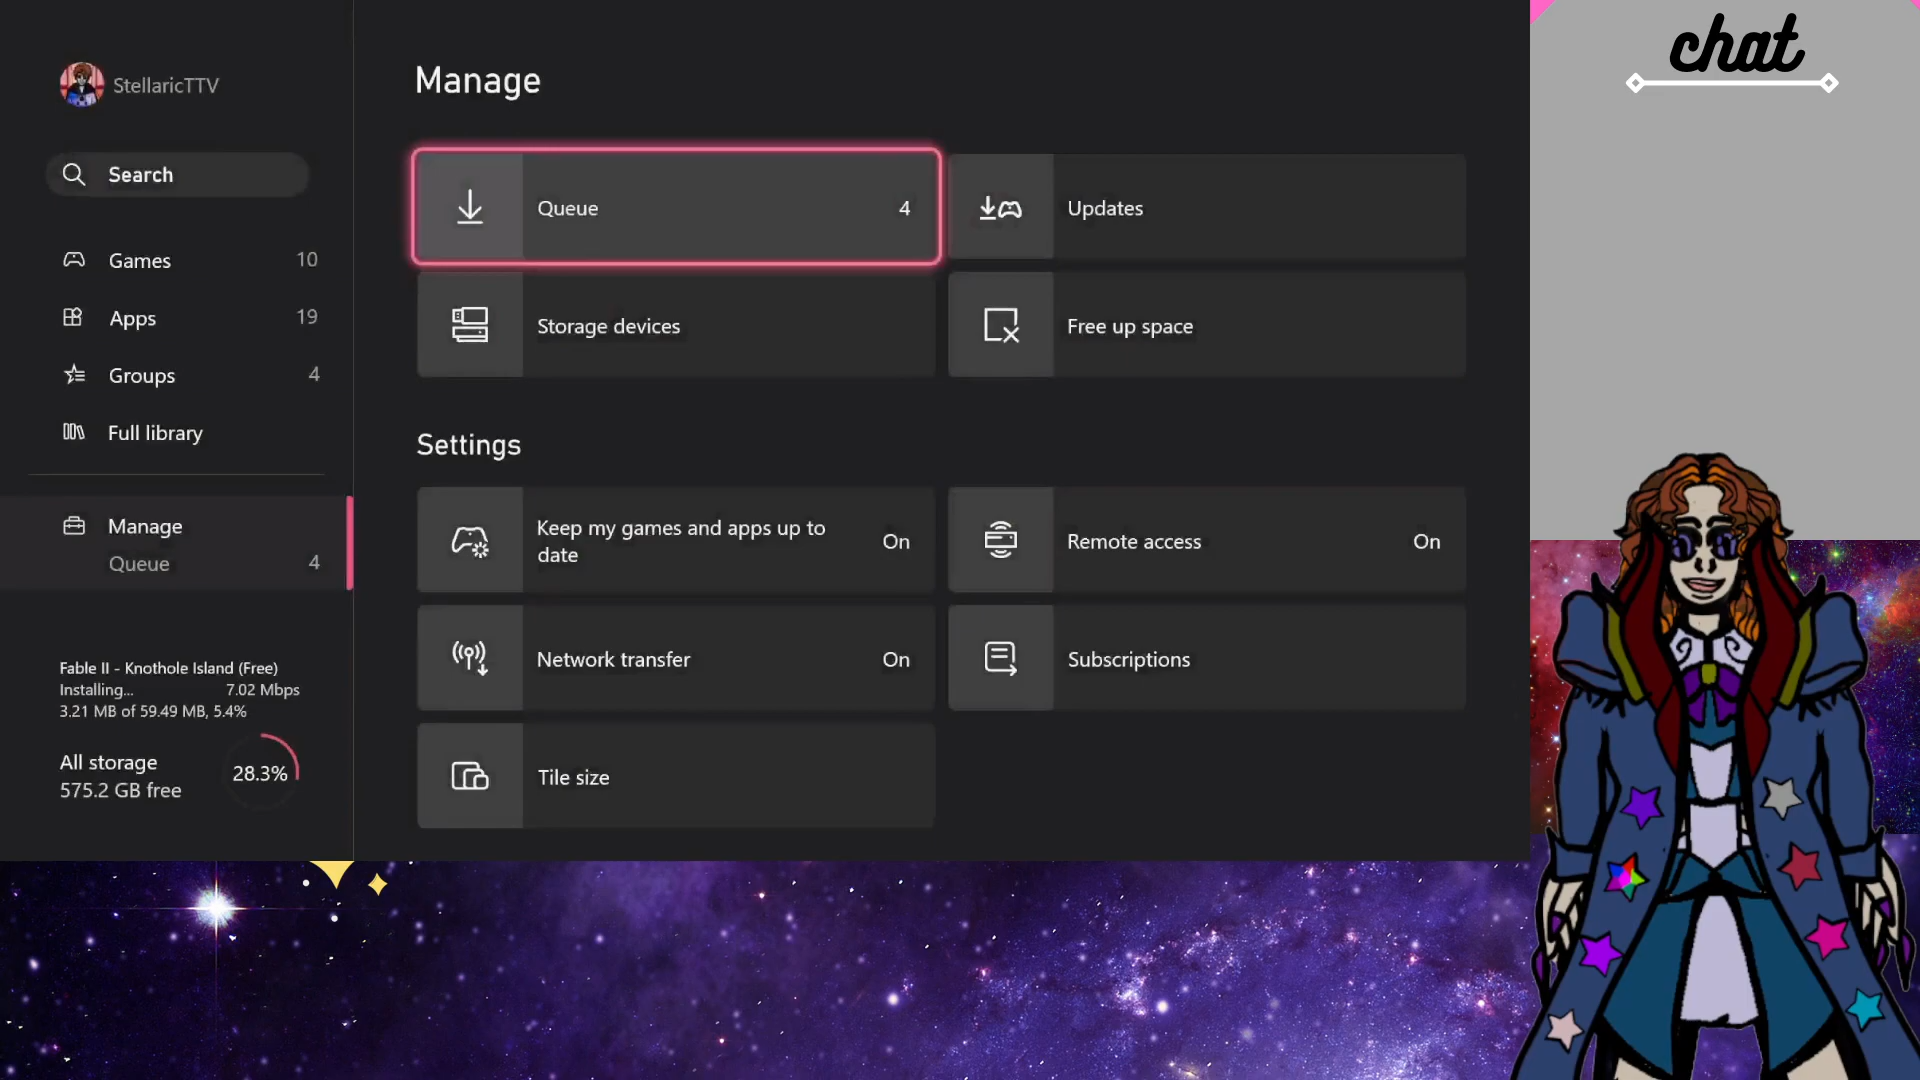 StellaricTTV
Search
Games 10
Apps 19
Groups 4
Full library
Manage
Queue 4
Fable II - Knothole Island (Free)
Installing... 7.02 Mbps
3.21 MB of 59.49 MB, 5.4%
All storage
575.2 GB free
28.3%
Manage
Queue 4
Updates
Storage devices
Free up space
Settings
Keep my games and apps up to
date
On
Remote access On
Network transfer On
Subscriptions
Tile size
chat